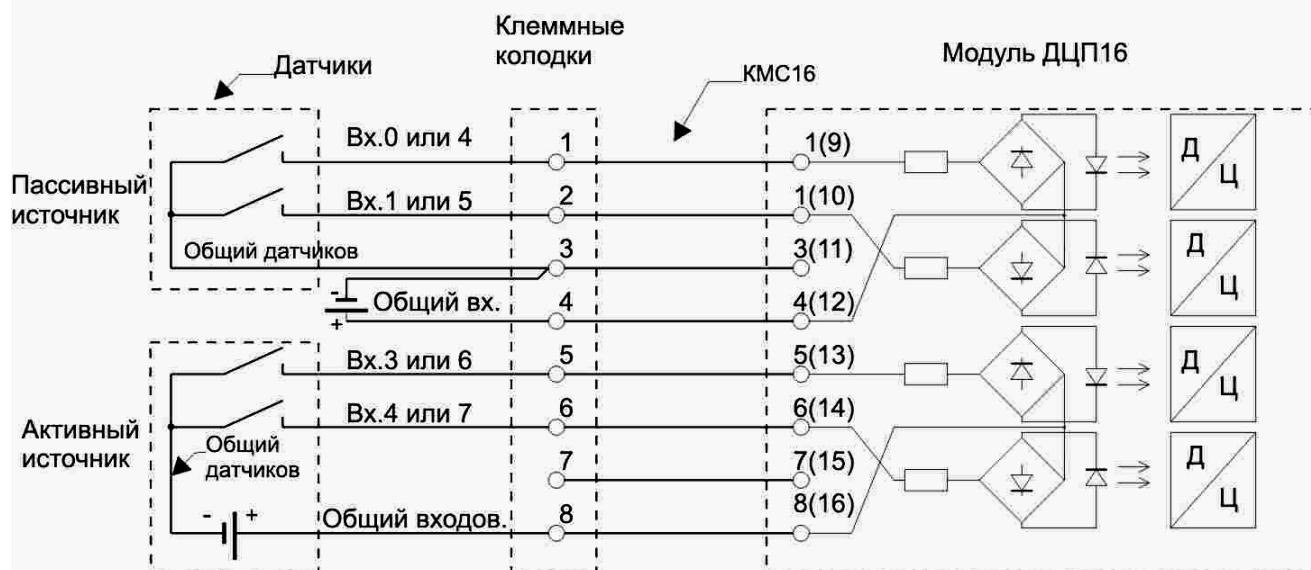 Клеммные
колодки
Датчики
КМС16
Модуль ДЦП16
Пассивный
источник
Вх.0 или 4
1
1(9)
Д
Ц
Вх.1 или 5
2
1(10)
Общий датчиков
3
3(11)
Д
Ц
-
+
Общий вх.
4
4(12)
Активный
источник
Вх.3 или 6
5
5(13)
Д
Ц
Вх.4 или 7
6
6(14)
Общий
датчиков
7
7(15)
Д
Ц
- +
Общий входов.
8
8(16)